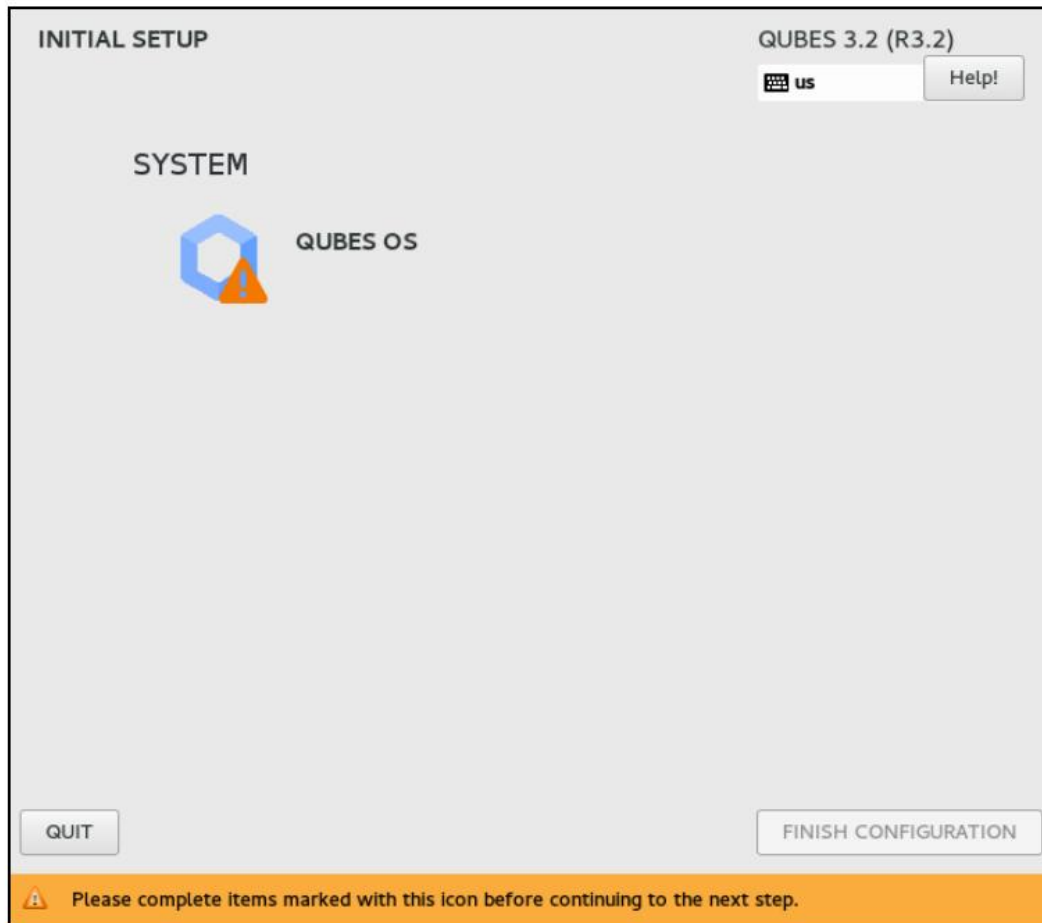 INITIAL SETUP
QUBES 3.2 (R3.2)
us
Help!
SYSTEM
QUBES OS
QUIT
FINISH CONFIGURATION
Please complete items marked with this icon before continuing to the next step.